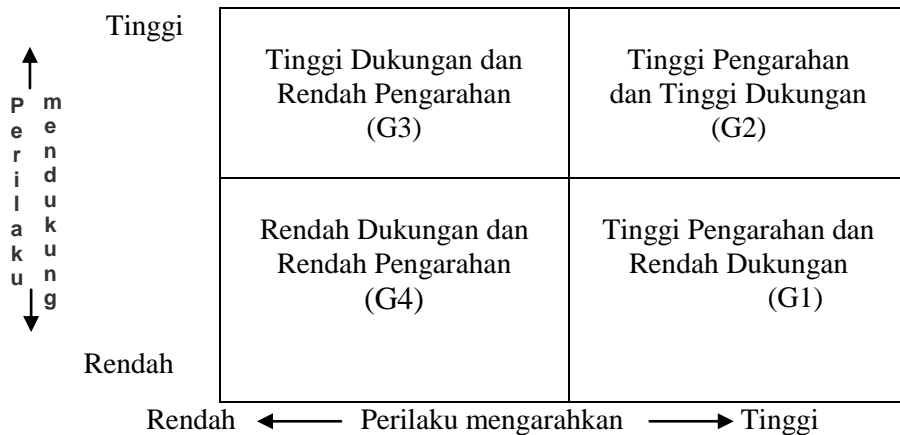 Tinggi
Perilaku
mendukung
Tinggi Dukungan dan
Rendah Pengarahan
(G3)
Tinggi Pengarahan
dan Tinggi Dukungan
(G2)
Rendah Dukungan dan
Rendah Pengarahan
(G4)
Tinggi Pengarahan dan
Rendah Dukungan
(G1)
Rendah
Rendah Perilaku mengarahkan Tinggi